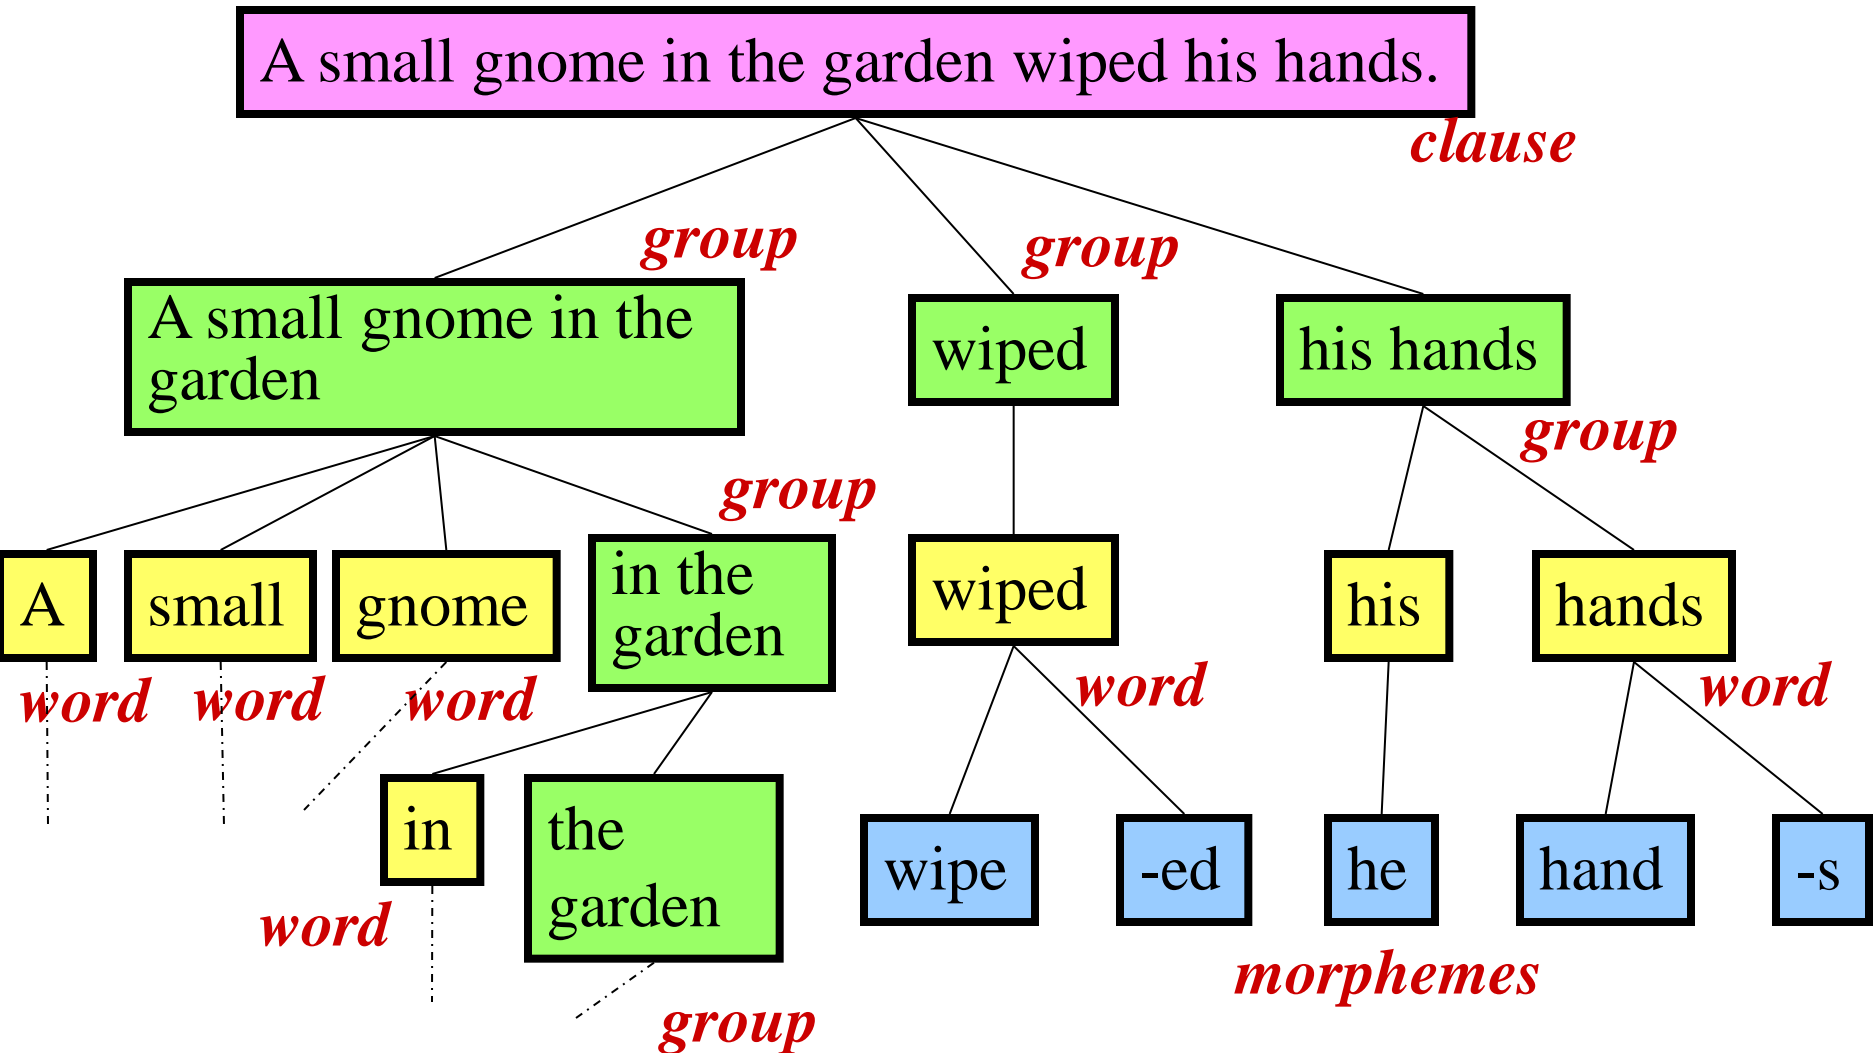 A small gnome in the garden wiped his hands.
clause
group
group
A small gnome in the
garden
wiped
his hands
group
group
A
small
gnome
in the
garden
wiped
his
hands
word
word
word
word
word
in
the
garden
wipe
-ed
he
hand
-s
word
morphemes
group